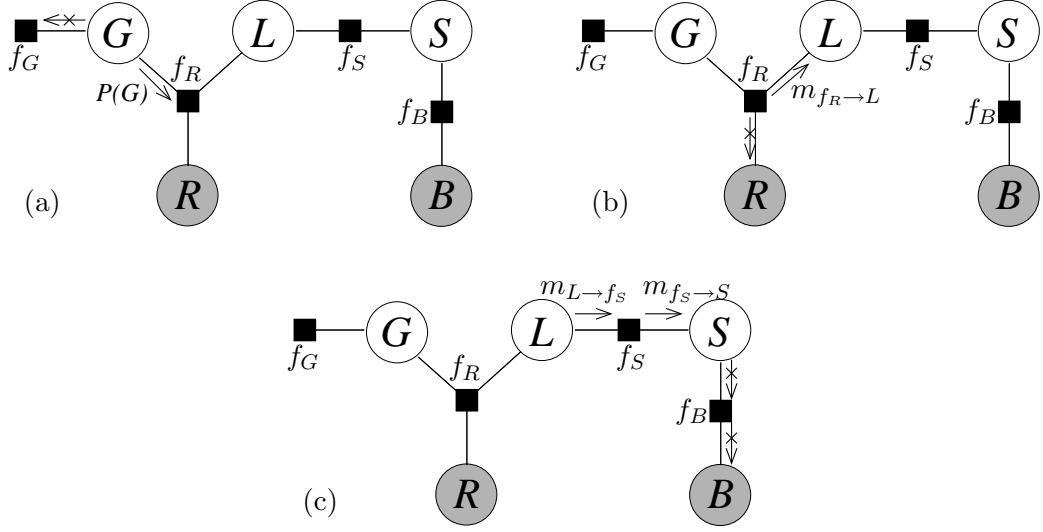 G L S
f_G f_R f_S
P(G)
f_B
R B
(a)
G L S
f_G f_R f_S
m_{f_R→L}
f_B
R B
(b)
m_{L→f_S} m_{f_S→S}
G L S
f_G f_R f_S
f_B
R B
(c)